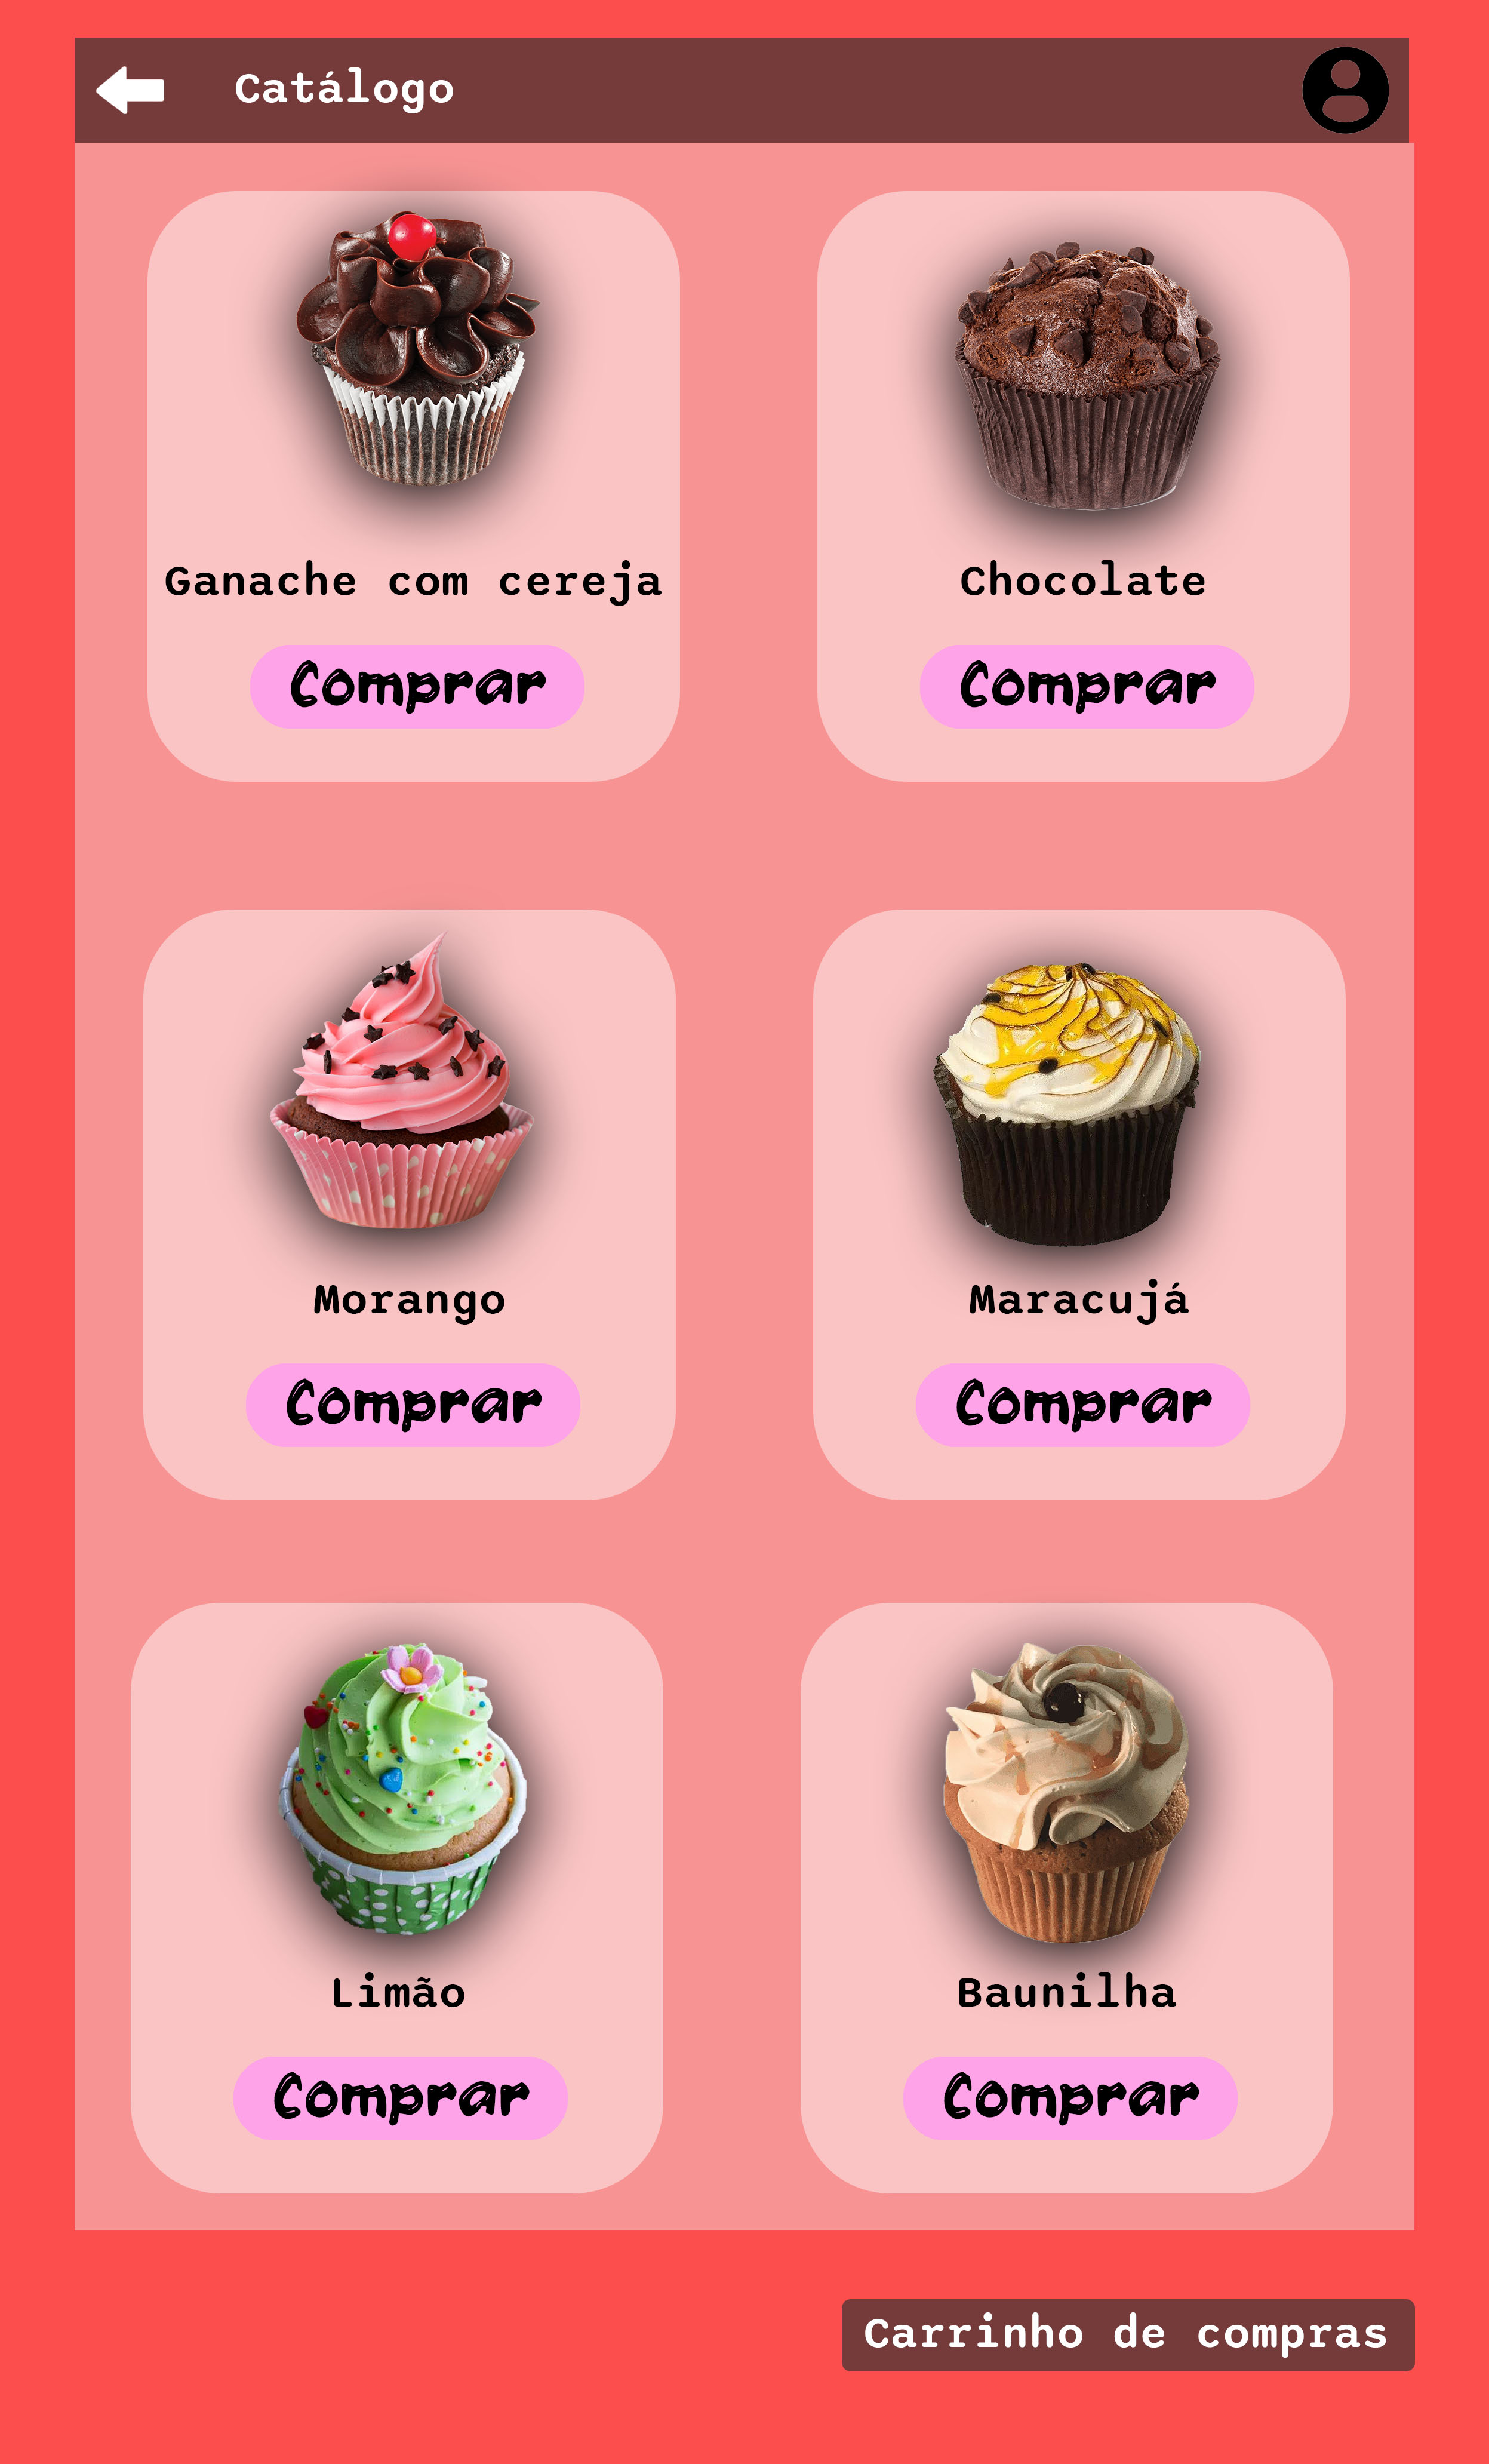 Catálogo
Ganache com cereja
Chocolate
Comprar
Comprar
Morango
Maracujá
Comprar
Comprar
Limão
Baunilha
Comprar
Comprar
Carrinho de compras